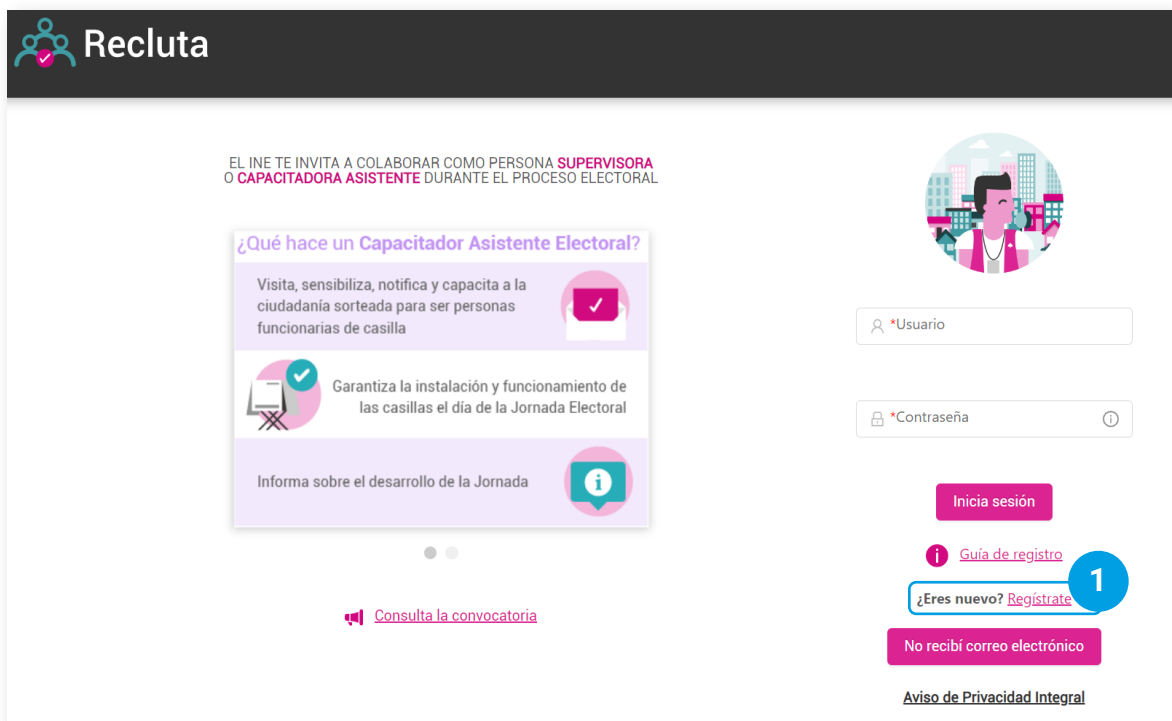 Recluta
EL INE TE INVITA A COLABORAR COMO PERSONA SUPERVISORA
O CAPACITADORA ASISTENTE DURANTE EL PROCESO ELECTORAL
¿Qué hace un Capacitador Asistente Electoral?
Visita, sensibiliza, notifica y capacita a la
ciudadanía sorteada para ser personas
funcionarias de casilla
Garantiza la instalación y funcionamiento de
las casillas el día de la Jornada Electoral
Informa sobre el desarrollo de la Jornada
Consulta la convocatoria
*Usuario
*Contraseña
Inicia sesión
Guía de registro
¿Eres nuevo? Regístrate
1
No recibí correo electrónico
Aviso de Privacidad Integral